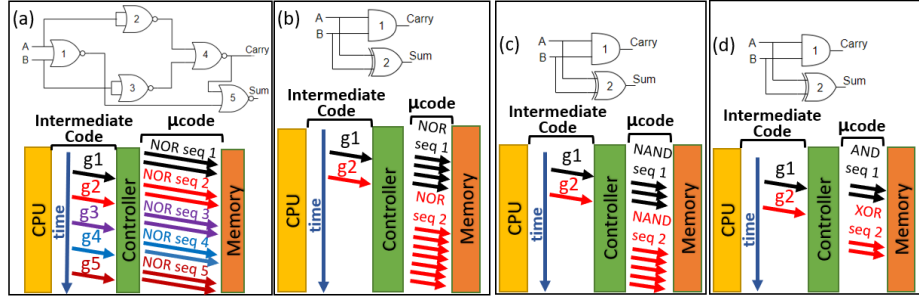 (a)
2
A
B
1
4
Carry
3
5
Sum
Intermediate
Code
μcode
CPU
time
g1
g2
g3
g4
g5
Controller
NOR seq 1
NOR seq 2
NOR seq 3
NOR seq 4
NOR seq 5
Memory
(b)
A
B
1
Carry
2
Sum
Intermediate
Code
μcode
CPU
time
g1
g2
Controller
NOR
seq 1
NOR
seq 2
Memory
(c)
A
B
1
Carry
2
Sum
Intermediate
Code
μcode
CPU
time
g1
g2
Controller
NAND
seq 1
NAND
seq 2
Memory
(d)
A
B
1
Carry
2
Sum
Intermediate
Code
μcode
CPU
time
g1
g2
Controller
AND
seq 1
XOR
seq 2
Memory